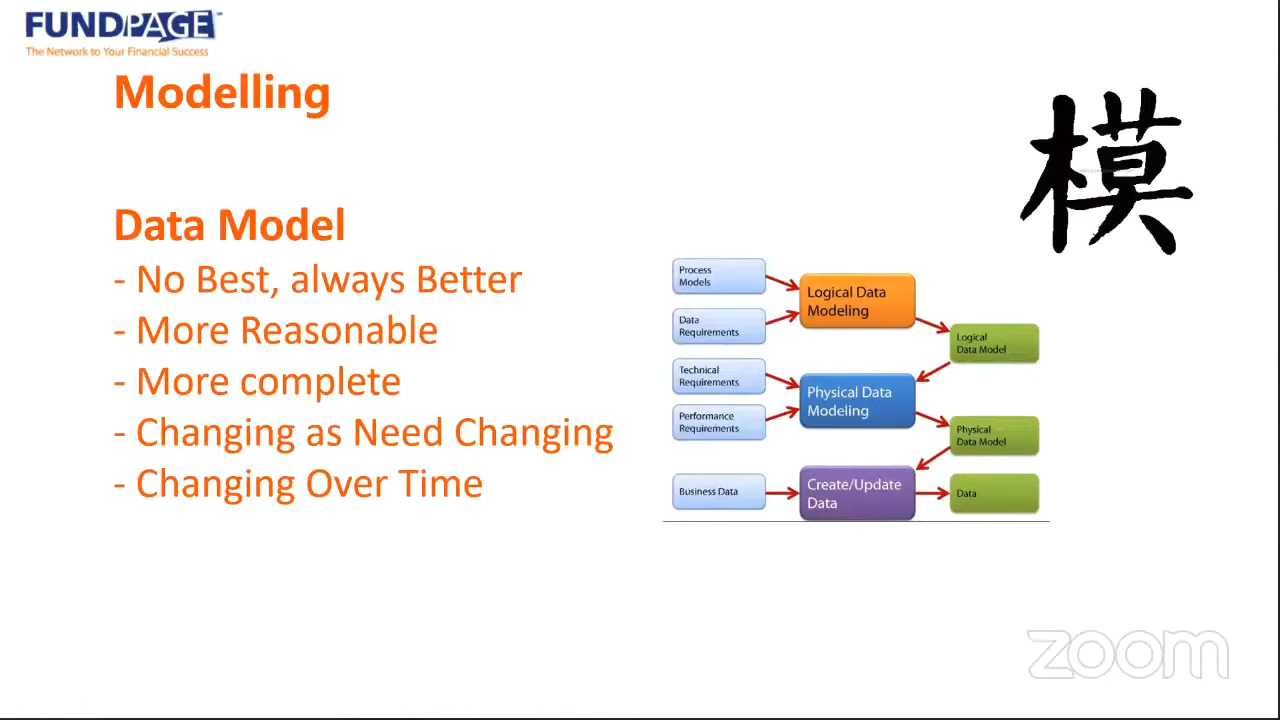 FUNDPAGE™
The Network to Your Financial Success
Modelling
模
Data Model
- No Best, always Better
- More Reasonable
- More complete
- Changing as Need Changing
- Changing Over Time
Process
Models
Logical Data
Modeling
Data
Requirements
Logical
Data Model
Technical
Requirements
Physical Data
Modeling
Performance
Requirements
Physical
Data Model
Business Data
Create/Update
Data
Data
zoom